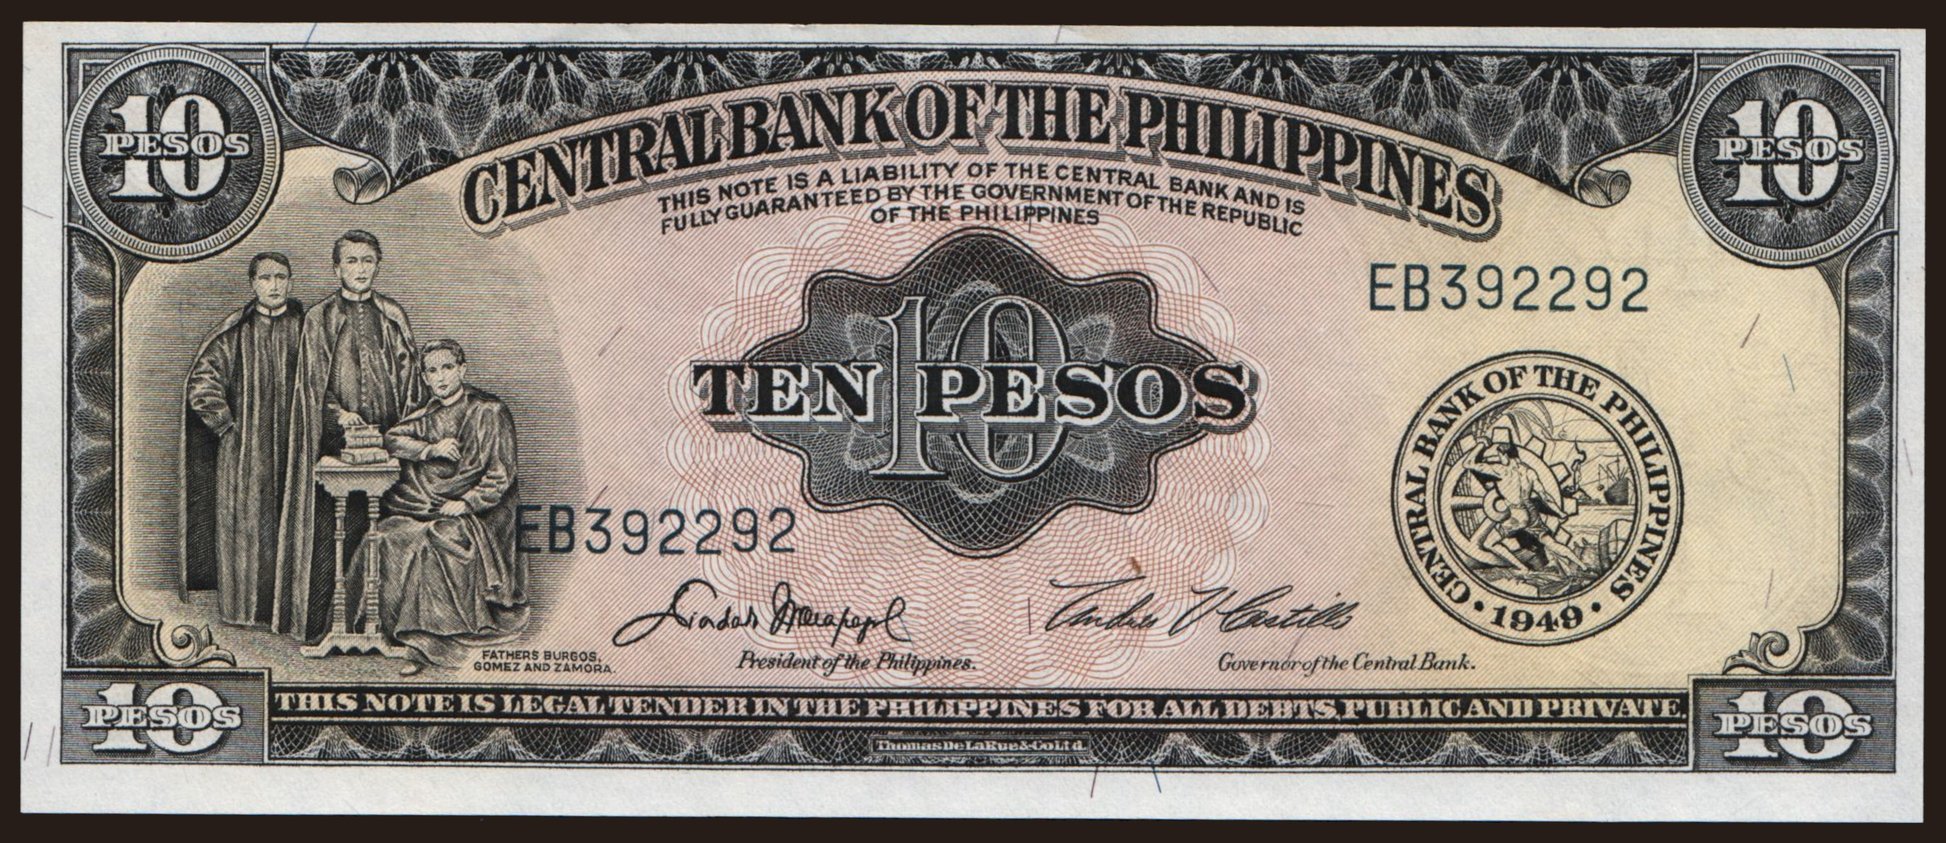 10
PESOS
10
PESOS
CENTRAL BANK OF THE PHILIPPINES
THIS NOTE IS A LIABILITY OF THE CENTRAL BANK AND IS
FULLY GUARANTEED BY THE GOVERNMENT OF THE REPUBLIC
OF THE PHILIPPINES
EB392292
10
TEN PESOS
CENTRAL BANK OF THE PHILIPPINES
• 1949 •
EB392292
FATHERS BURGOS,
GOMEZ AND ZAMORA.
President of the Philippines.
Andres V Castillo
Governor of the Central Bank.
10
PESOS
THIS NOTE IS LEGAL TENDER IN THE PHILIPPINES FOR ALL DEBTS, PUBLIC AND PRIVATE.
10
PESOS
Thomas De La Rue & Co Ltd.